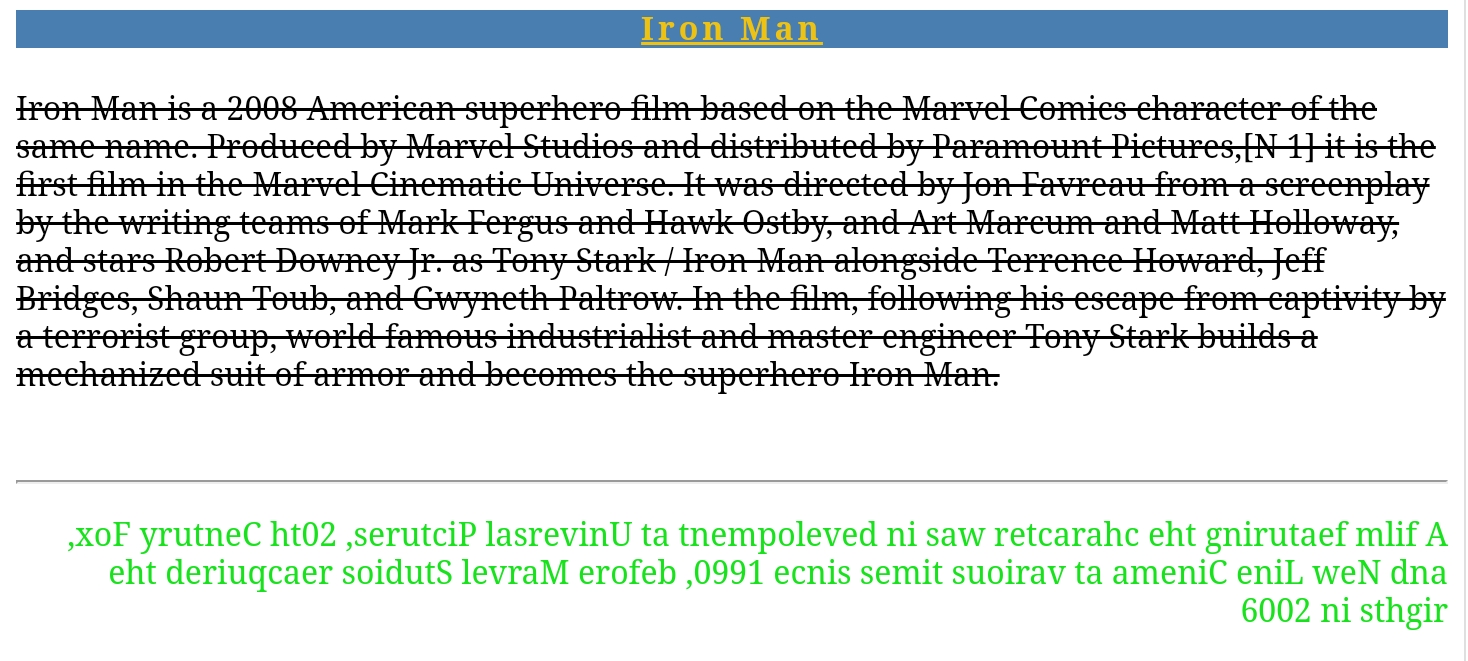 Iron Man
Iron Man is a 2008 American superhero film based on the Marvel Comics character of the
same name. Produced by Marvel Studios and distributed by Paramount Pictures,[N 1] it is the
first film in the Marvel Cinematic Universe. It was directed by Jon Favreau from a screenplay
by the writing teams of Mark Fergus and Hawk Ostby, and Art Marcum and Matt Holloway,
and stars Robert Downey Jr. as Tony Stark / Iron Man alongside Terrence Howard, Jeff
Bridges, Shaun Toub, and Gwyneth Paltrow. In the film, following his escape from captivity by
a terrorist group, world famous industrialist and master engineer Tony Stark builds a
mechanized suit of armor and becomes the superhero Iron Man.
,xoF yrutneC ht02 ,serutciP lasrevinU ta tnempoleved ni saw retcarahc eht gnirutaef mlif A
eht deriuqcaer soidutS levraM erofeb ,0991 ecnis semit suoirav ta ameniC eniL weN dna
6002 ni sthgir